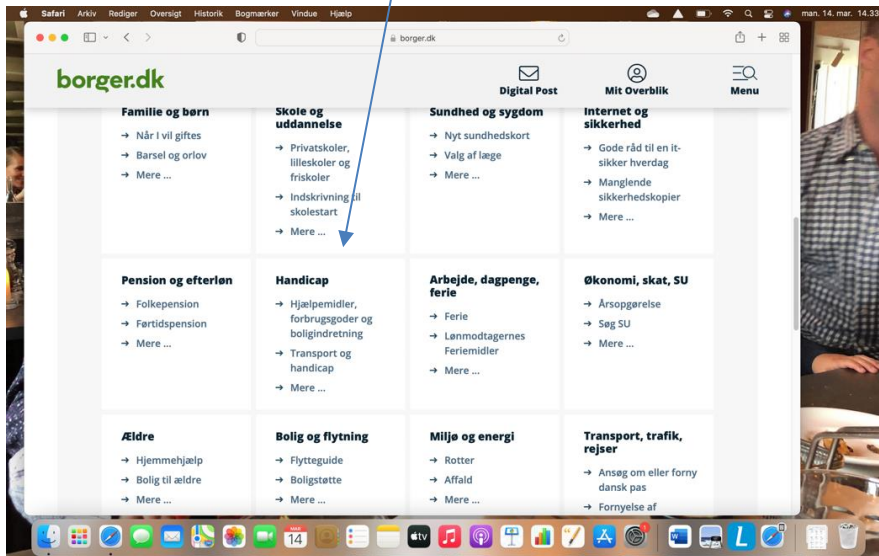 Safari Arkiv Rediger Oversigt Historik Bogmærker Vindue Hjælp man. 14. mar. 14.33
borger.dk
borger.dk
Digital Post
Mit Overblik
Menu
Familie og børn
→ Når I vil giftes
→ Barsel og orlov
→ Mere ...
Skole og
uddannelse
→ Privatskoler,
lilleskoler og
friskoler
→ Indskrivning til
skolestart
→ Mere ...
Sundhed og sygdom
→ Nyt sundhedskort
→ Valg af læge
→ Mere ...
Internet og
sikkerhed
→ Gode råd til en it-
sikker hverdag
→ Manglende
sikkerhedskopier
→ Mere ...
Pension og efterløn
→ Folkepension
→ Førtidspension
→ Mere ...
Handicap
→ Hjælpemidler,
forbrugsgoder og
boligindretning
→ Transport og
handicap
→ Mere ...
Arbejde, dagpenge,
ferie
→ Ferie
→ Lønmodtagernes
Feriemidler
→ Mere ...
Økonomi, skat, SU
→ Årsopgørelse
→ Søg SU
→ Mere ...
Ældre
→ Hjemmehjælp
→ Bolig til ældre
→ Mere ...
Bolig og flytning
→ Flytteguide
→ Boligstøtte
→ Mere ...
Miljø og energi
→ Rotter
→ Affald
→ Mere ...
Transport, trafik,
rejser
→ Ansøg om eller forny
dansk pas
→ Fornyelse af
MAR
14
tv
W
L